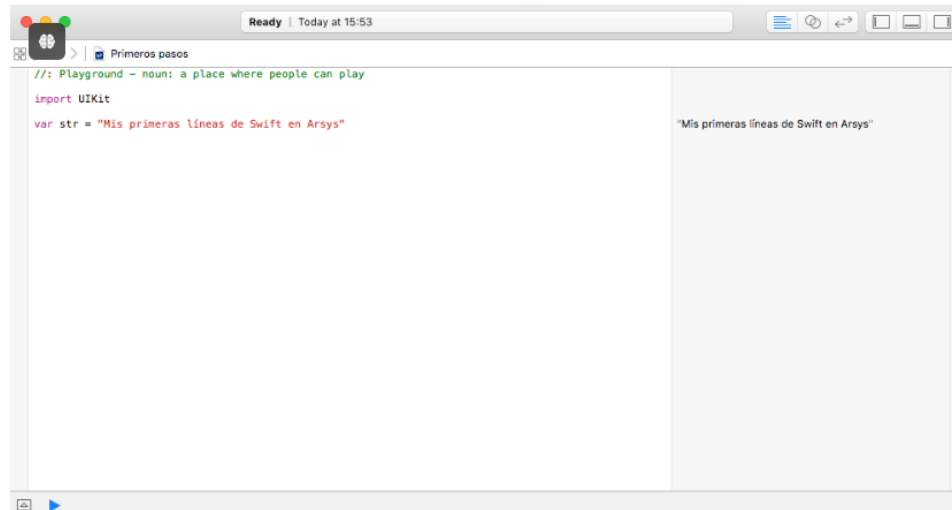 Ready | Today at 15:53
Primeros pasos
//: Playground – noun: a place where people can play
import UIKit
var str = "Mis primeras líneas de Swift en Arsys"
"Mis primeras líneas de Swift en Arsys"